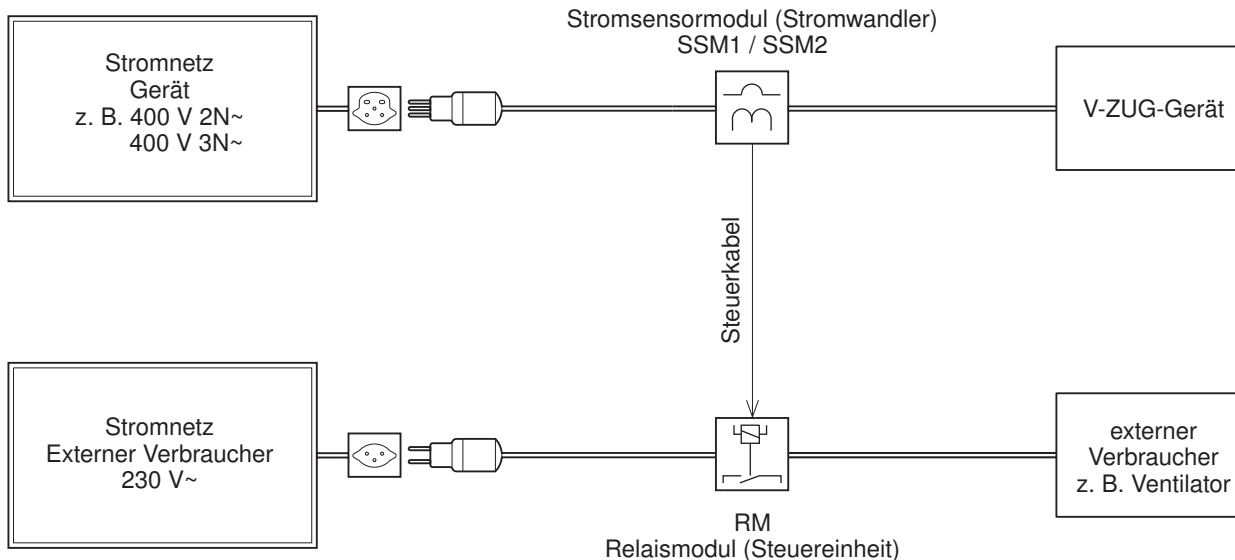 Stromsensormodul (Stromwandler)
SSM1 / SSM2
Stromnetz
Gerät
z. B. 400 V 2N~
400 V 3N~
V-ZUG-Gerät
Steuerkabel
Stromnetz
Externer Verbraucher
230 V~
externer
Verbraucher
z. B. Ventilator
RM
Relaismodul (Steuereinheit)